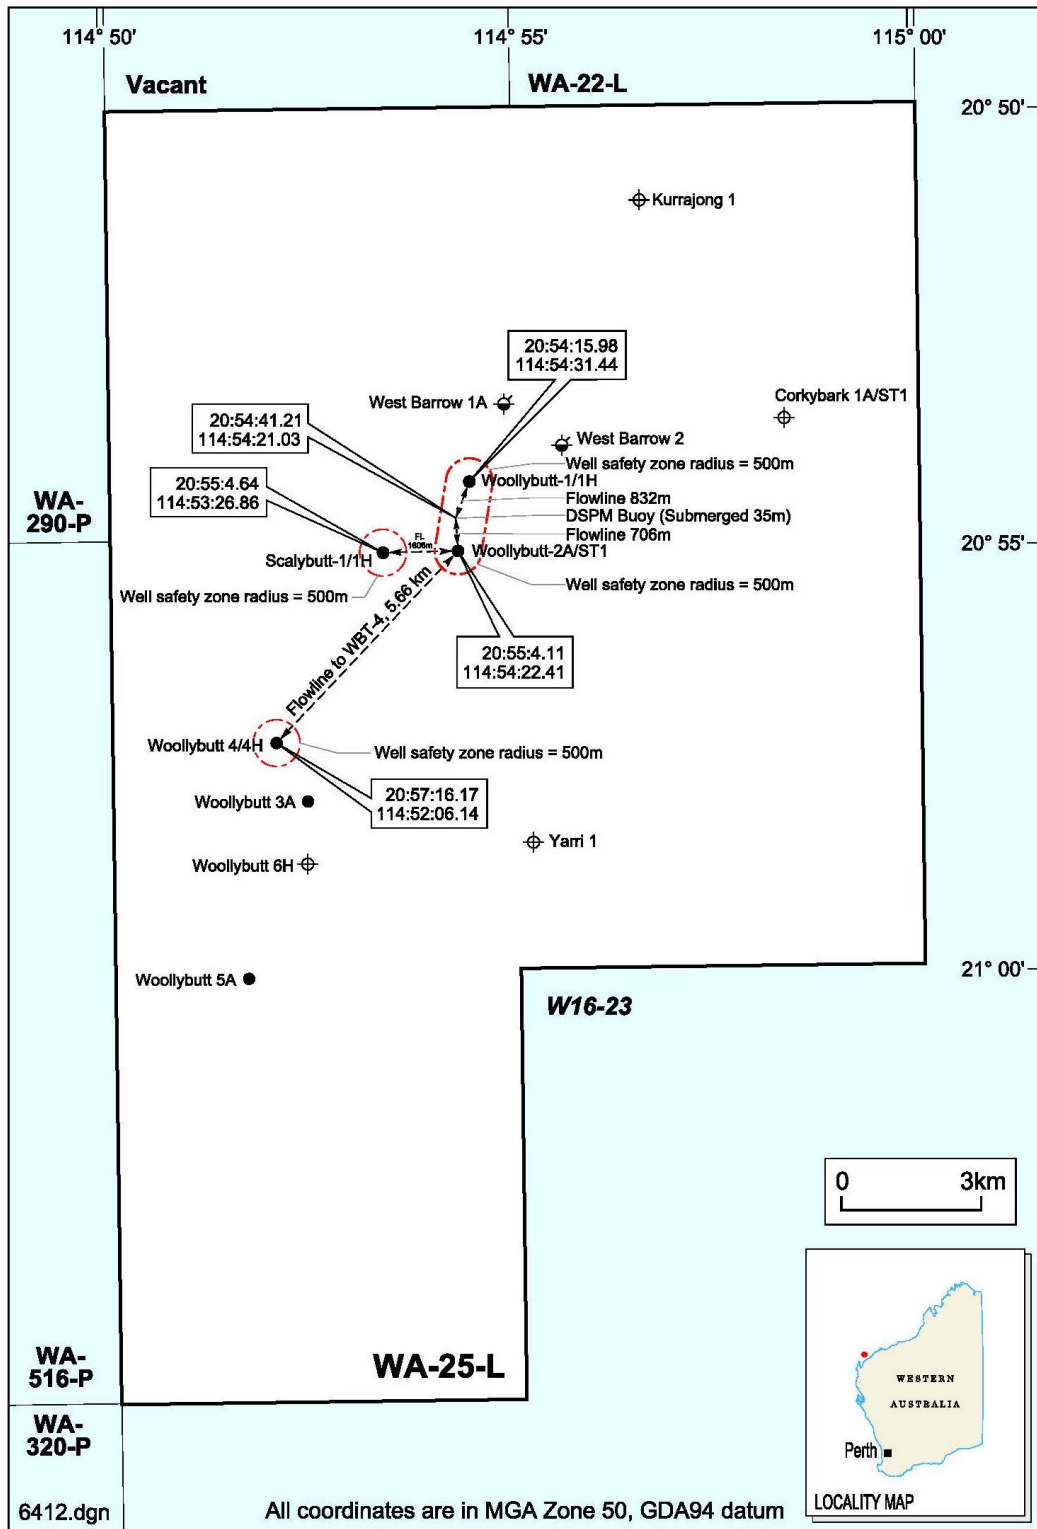 114° 50'
114° 55'
115° 00'
Vacant
WA-22-L
20° 50'
Kurrajong 1
20:54:15.98
114:54:31.44
West Barrow 1A
Corkybark 1A/ST1
20:54:41.21
114:54:21.03
West Barrow 2
Well safety zone radius = 500m
20:55:4.64
114:53:26.86
Woollybutt-1/1H
Flowline 832m
WA-
290-P
DSPM Buoy (Submerged 35m)
Flowline 706m
FL
1606m
Woollybutt-2A/ST1
20° 55'
Scalybutt-1/1H
Well safety zone radius = 500m
Well safety zone radius = 500m
Flowline to WBT-4, 5.66 km
20:55:4.11
114:54:22.41
Woollybutt 4/4H
Well safety zone radius = 500m
20:57:16.17
114:52:06.14
Woollybutt 3A
Yarri 1
Woollybutt 6H
Woollybutt 5A
21° 00'
W16-23
0 3km
WA-
516-P
WA-25-L
WESTERN
AUSTRALIA
WA-
320-P
Perth
LOCALITY MAP
6412.dgn
All coordinates are in MGA Zone 50, GDA94 datum